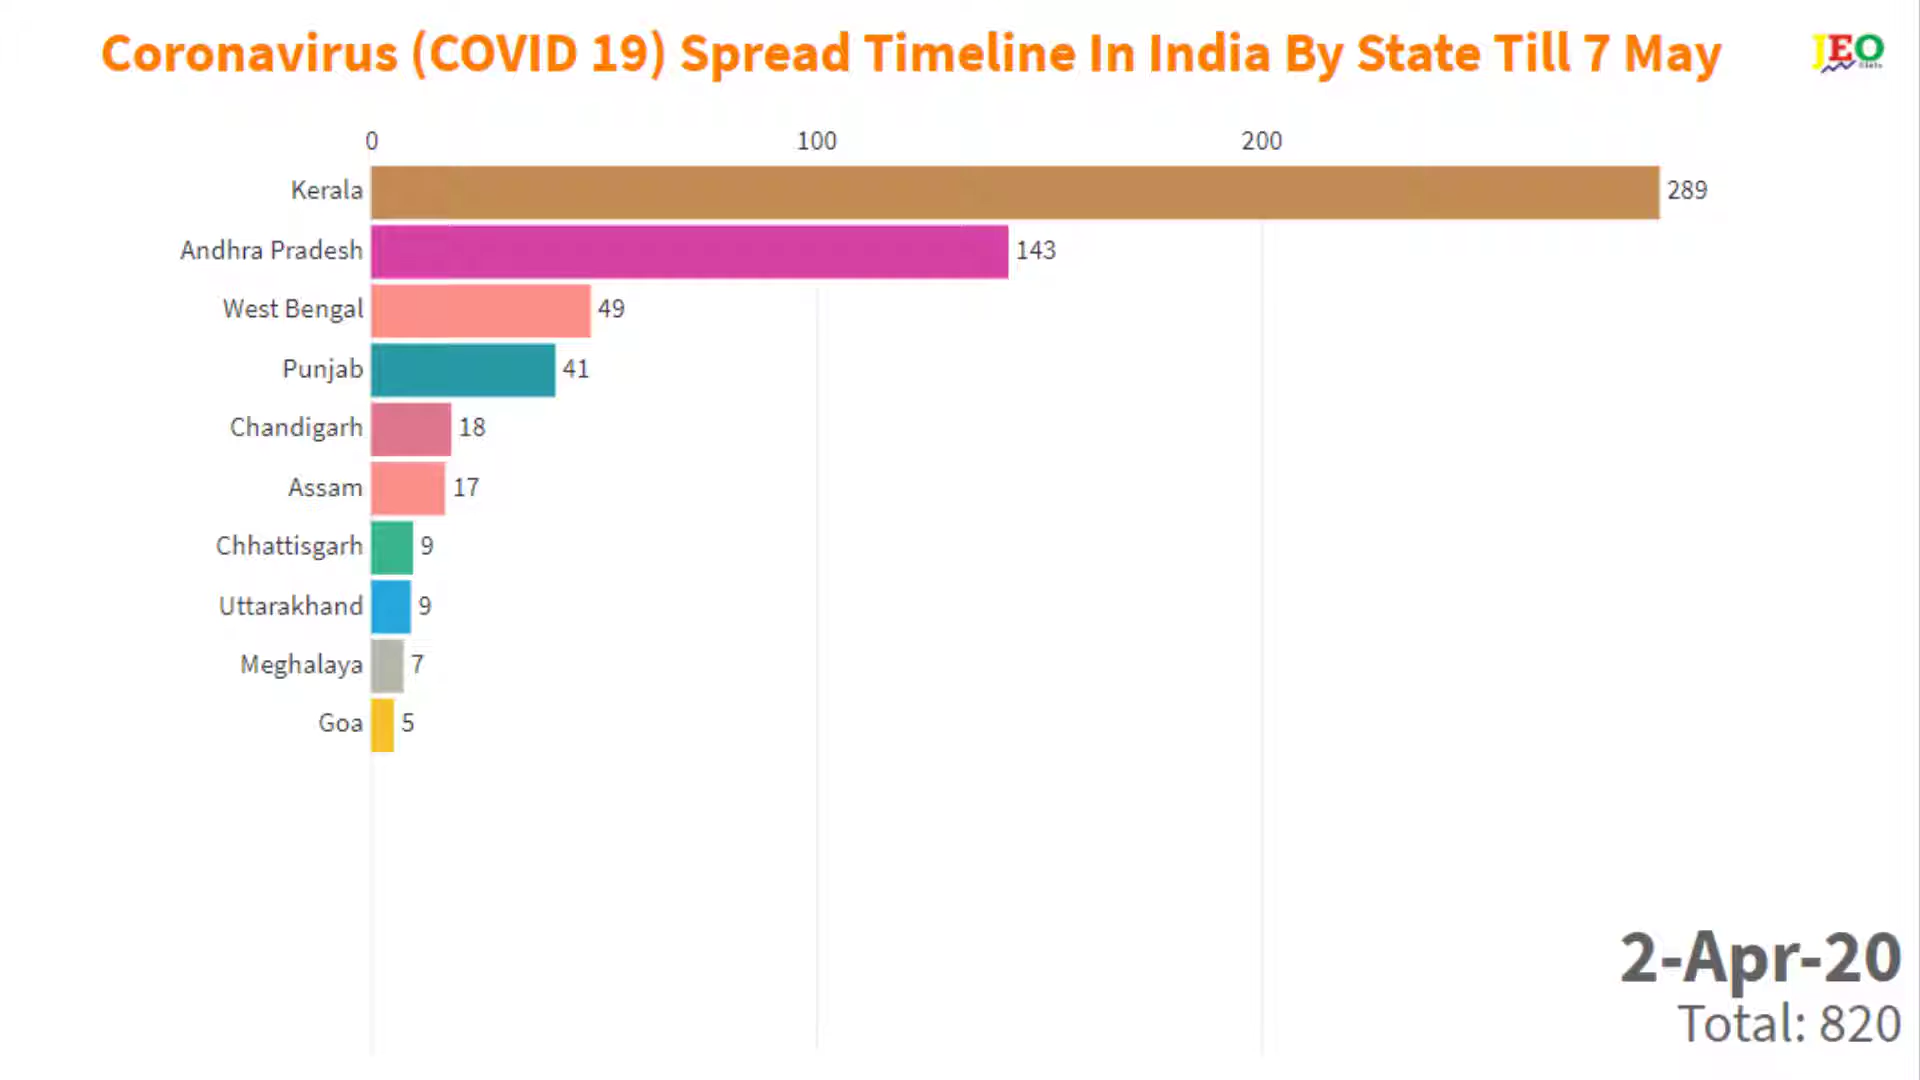 Coronavirus (COVID 19) Spread Timeline In India By State Till 7 May
JEO
0 100 200
Kerala 289
Andhra Pradesh 143
West Bengal 49
Punjab 41
Chandigarh 18
Assam 17
Chhattisgarh 9
Uttarakhand 9
Meghalaya 7
Goa 5
2-Apr-20
Total: 820